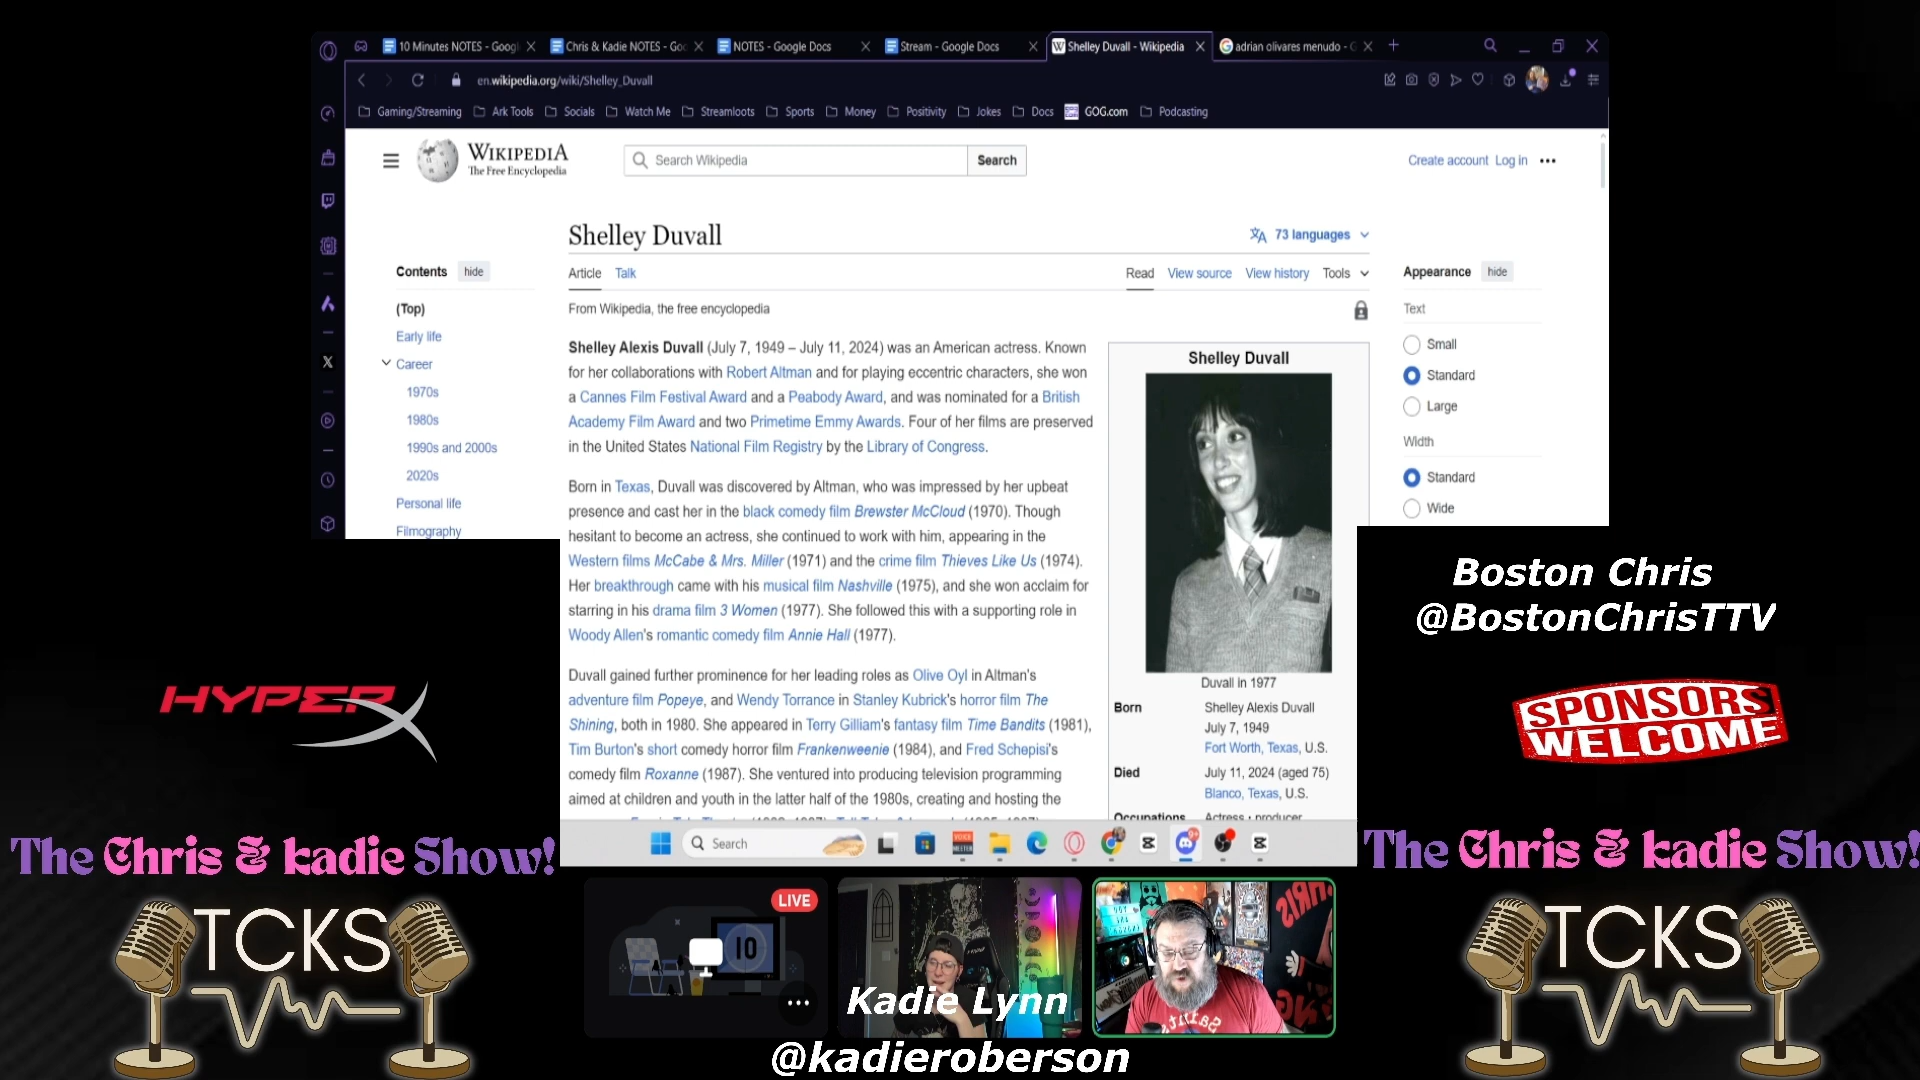 10 Minutes NOTES - Googl
Chris & Kadie NOTES - Goo
NOTES - Google Docs
Stream - Google Docs
Shelley Duvall - Wikipedia
adrian olivares menudo - G
en.wikipedia.org/wiki/Shelley_Duvall
Gaming/Streaming
Ark Tools
Socials
Watch Me
Streamloots
Sports
Money
Positivity
Jokes
Docs
GOG.com
Podcasting
WIKIPEDIA
The Free Encyclopedia
Search Wikipedia
Search
Create account Log in
Shelley Duvall
73 languages
Contents hide
Article Talk
Read View source View history Tools
Appearance hide
(Top)
Early life
Career
1970s
1980s
1990s and 2000s
2020s
Personal life
Filmography
From Wikipedia, the free encyclopedia
Shelley Alexis Duvall (July 7, 1949 – July 11, 2024) was an American actress. Known
for her collaborations with Robert Altman and for playing eccentric characters, she won
a Cannes Film Festival Award and a Peabody Award, and was nominated for a British
Academy Film Award and two Primetime Emmy Awards. Four of her films are preserved
in the United States National Film Registry by the Library of Congress.
Born in Texas, Duvall was discovered by Altman, who was impressed by her upbeat
presence and cast her in the black comedy film Brewster McCloud (1970). Though
hesitant to become an actress, she continued to work with him, appearing in the
Western films McCabe & Mrs. Miller (1971) and the crime film Thieves Like Us (1974).
Her breakthrough came with his musical film Nashville (1975), and she won acclaim for
starring in his drama film 3 Women (1977). She followed this with a supporting role in
Woody Allen's romantic comedy film Annie Hall (1977).
Duvall gained further prominence for her leading roles as Olive Oyl in Altman's
adventure film Popeye, and Wendy Torrance in Stanley Kubrick's horror film The
Shining, both in 1980. She appeared in Terry Gilliam's fantasy film Time Bandits (1981),
Tim Burton's short comedy horror film Frankenweenie (1984), and Fred Schepisi's
comedy film Roxanne (1987). She ventured into producing television programming
aimed at children and youth in the latter half of the 1980s, creating and hosting the
Shelley Duvall
Duvall in 1977
Born
Shelley Alexis Duvall
July 7, 1949
Fort Worth, Texas, U.S.
Died
July 11, 2024 (aged 75)
Blanco, Texas, U.S.
Occupations
Actress • producer
Text
Small
Standard
Large
Width
Standard
Wide
Boston Chris
@BostonChrisTTV
HYPERX
SPONSORS
WELCOME
Search
The Chris & kadie Show!
TCKS
The Chris & kadie Show!
TCKS
LIVE
10
Kadie Lynn
@kadieroberson